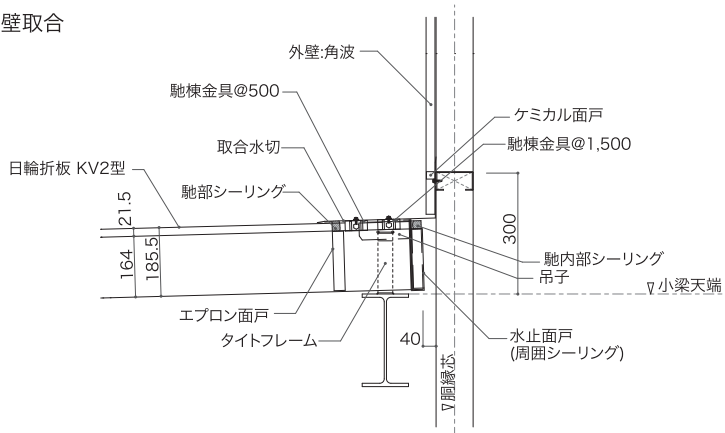 壁取合
外壁:角波
馳棟金具@500
ケミカル面戸
取合水切
馳棟金具@1,500
日輪折板 KV2型
馳部シーリング
21.5
164
185.5
300
馳内部シーリング
吊子
小梁天端
エプロン面戸
タイトフレーム
40
水止面戸
(周囲シーリング)
胴縁芯